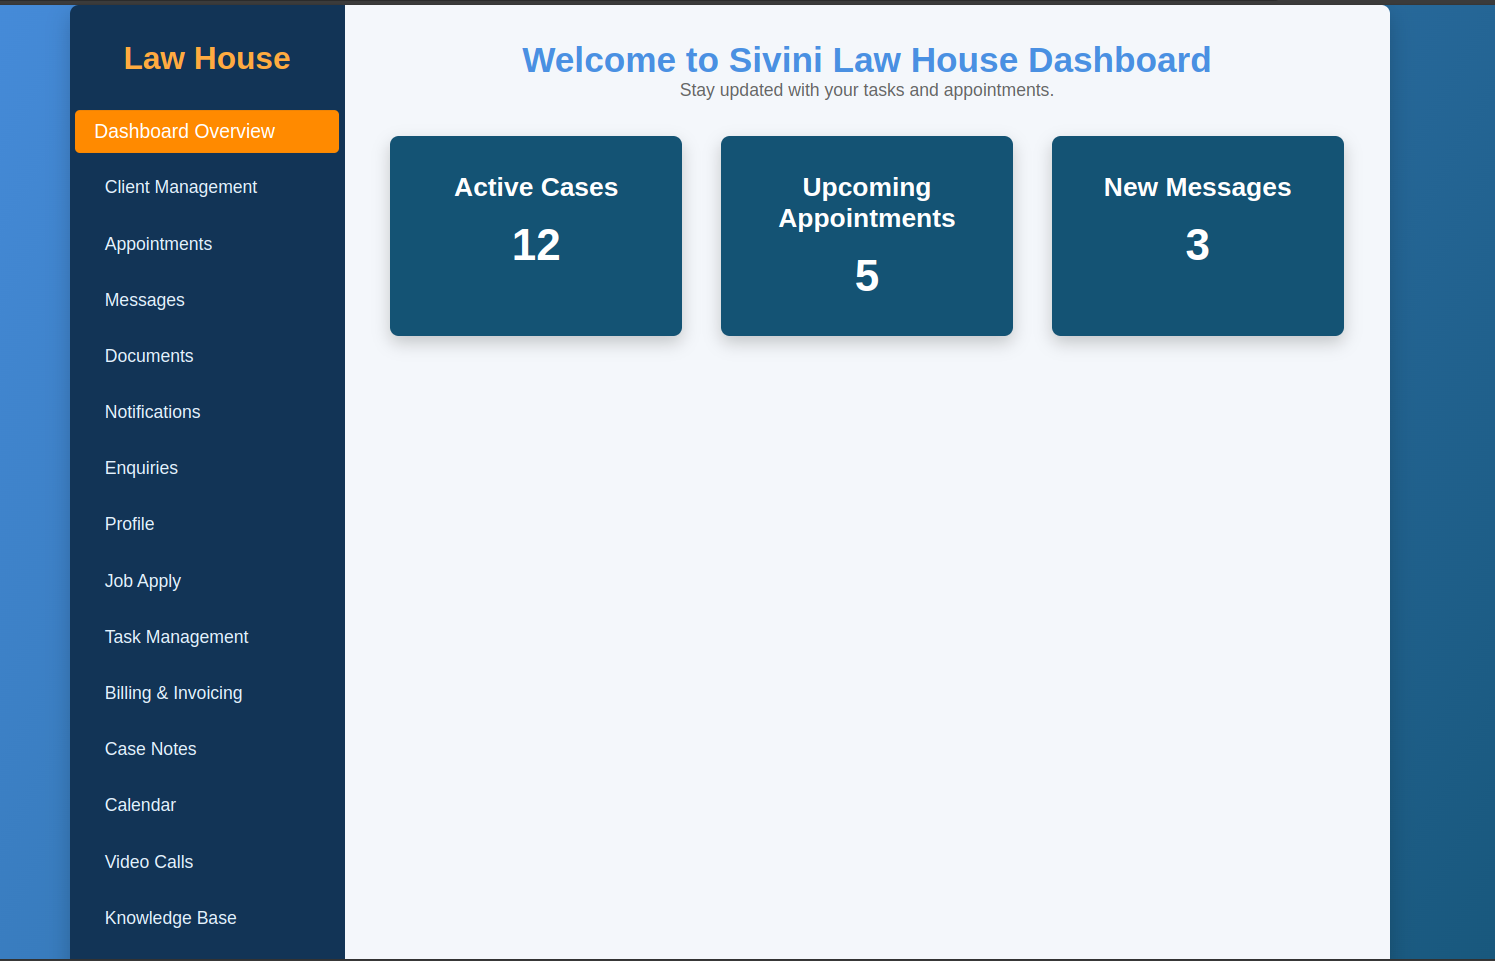 Law House
Dashboard Overview
Client Management
Appointments
Messages
Documents
Notifications
Enquiries
Profile
Job Apply
Task Management
Billing & Invoicing
Case Notes
Calendar
Video Calls
Knowledge Base
Welcome to Sivini Law House Dashboard
Stay updated with your tasks and appointments.
Active Cases
12
Upcoming
Appointments
5
New Messages
3